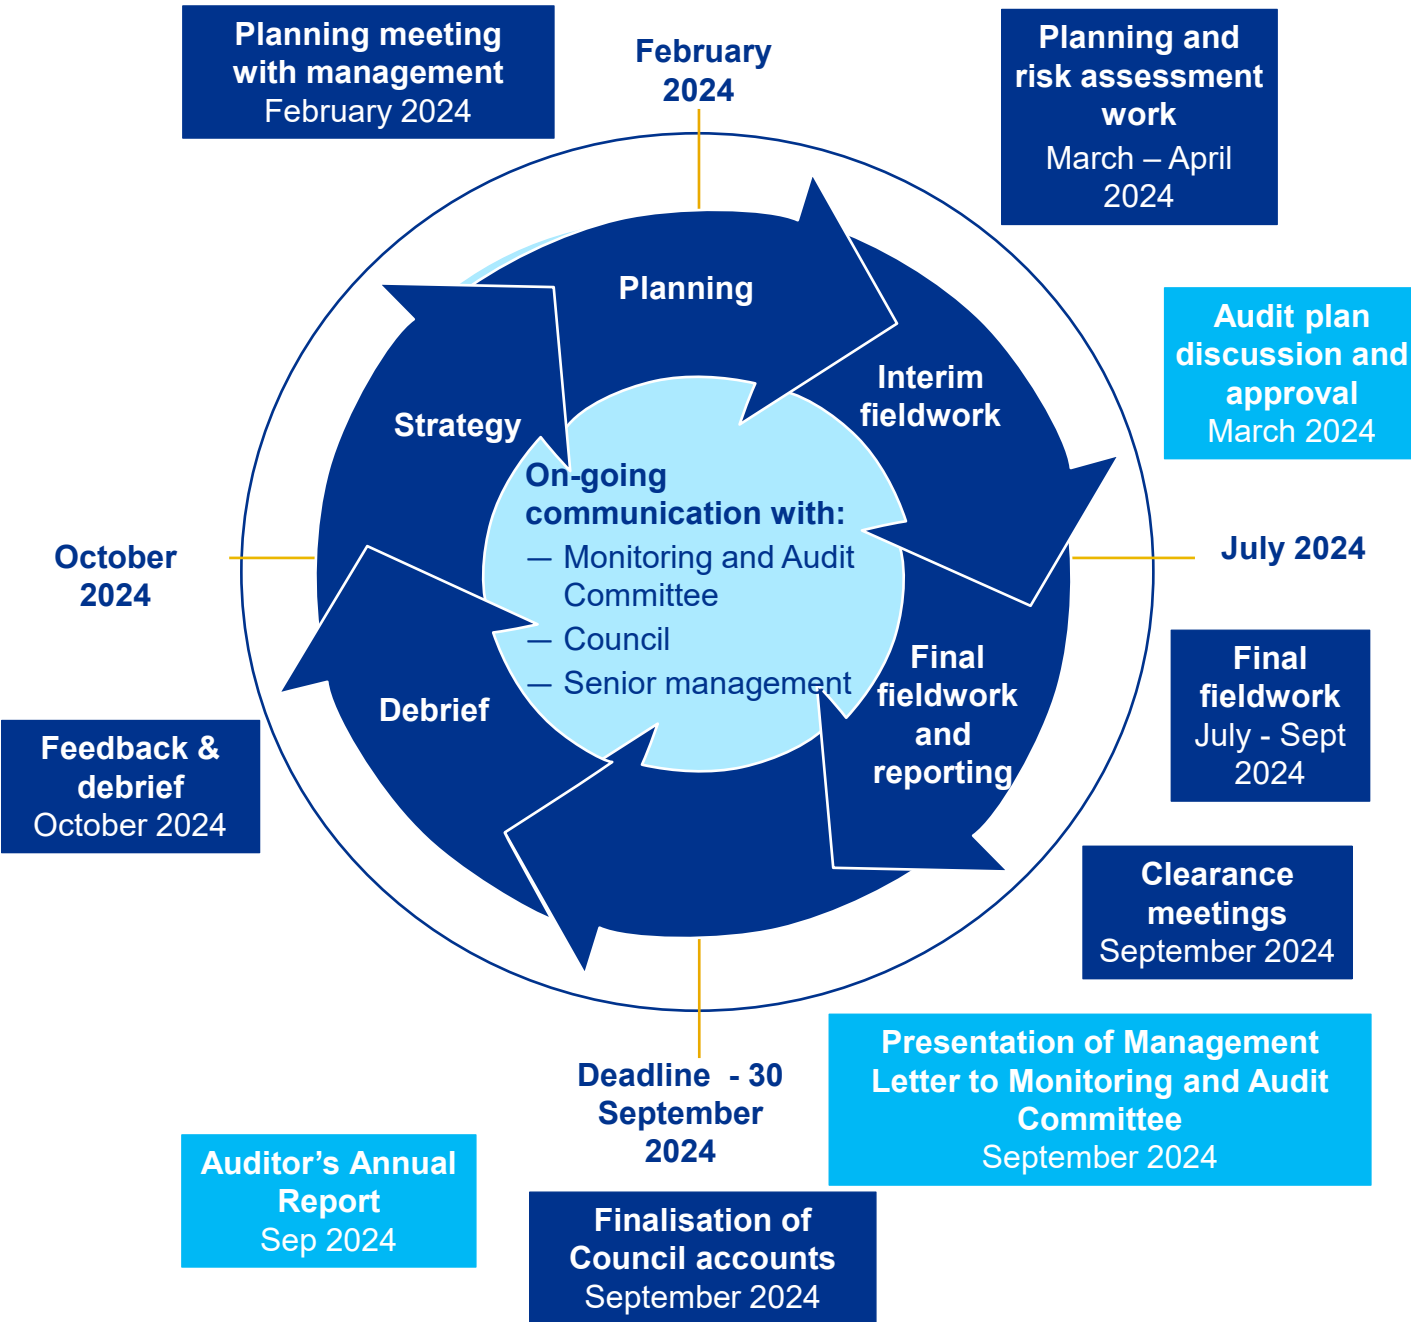 Planning meeting
with management
February 2024
February
2024
Planning and
risk assessment
work
March – April
2024
Audit plan
discussion and
approval
March 2024
July 2024
Final
fieldwork
July - Sept
2024
Clearance
meetings
September 2024
Presentation of Management
Letter to Monitoring and Audit
Committee
September 2024
Deadline  - 30
September
2024
Finalisation of
Council accounts
September 2024
Auditor’s Annual
Report
Sep 2024
Feedback &
debrief
October 2024
October
2024
Planning
Interim
fieldwork
Final
fieldwork
and
reporting
Debrief
Strategy
On-going
communication with:
— Monitoring and Audit
Committee
— Council
— Senior management